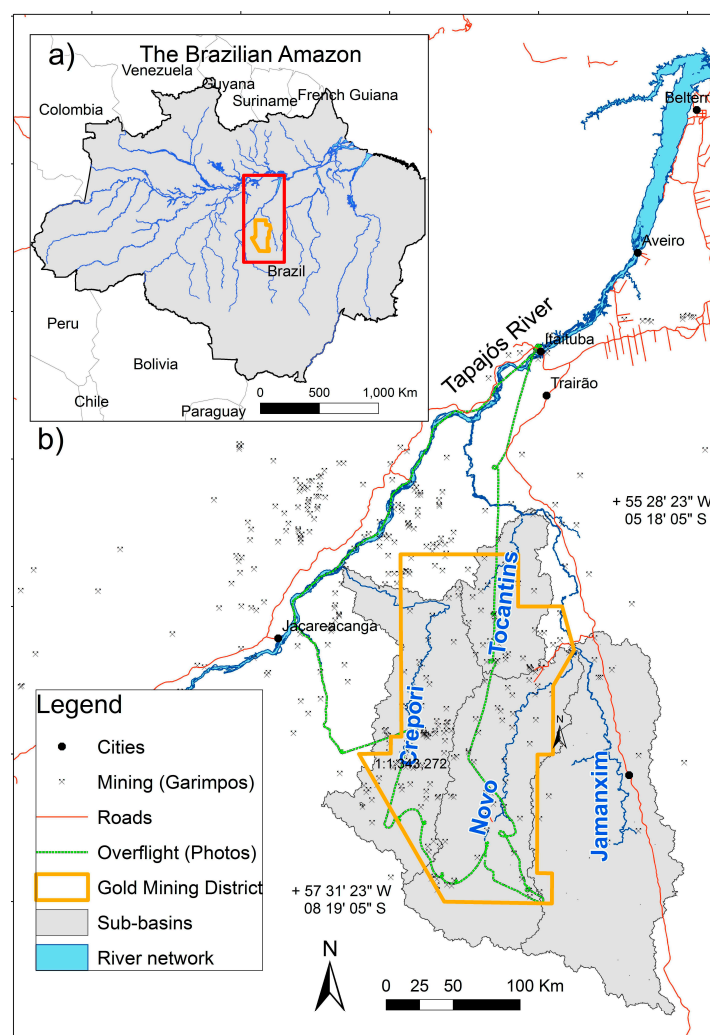 a)
The Brazilian Amazon
Venezuela
Guyana
Suriname
French Guiana
Colombia
Brazil
Peru
Bolivia
Chile
Paraguay
0 500 1,000 Km
b)
Belterr
Aveiro
Tapajós River
Itaituba
Trairão
+ 55 28' 23" W
05 18' 05" S
Tocantins
Jacareacanga
Crepori
N
1:1,343,272
Novo
Jamanxim
+ 57 31' 23" W
08 19' 05" S
Legend
Cities
Mining (Garimpos)
Roads
Overflight (Photos)
Gold Mining District
Sub-basins
River network
N
0 25 50 100 Km